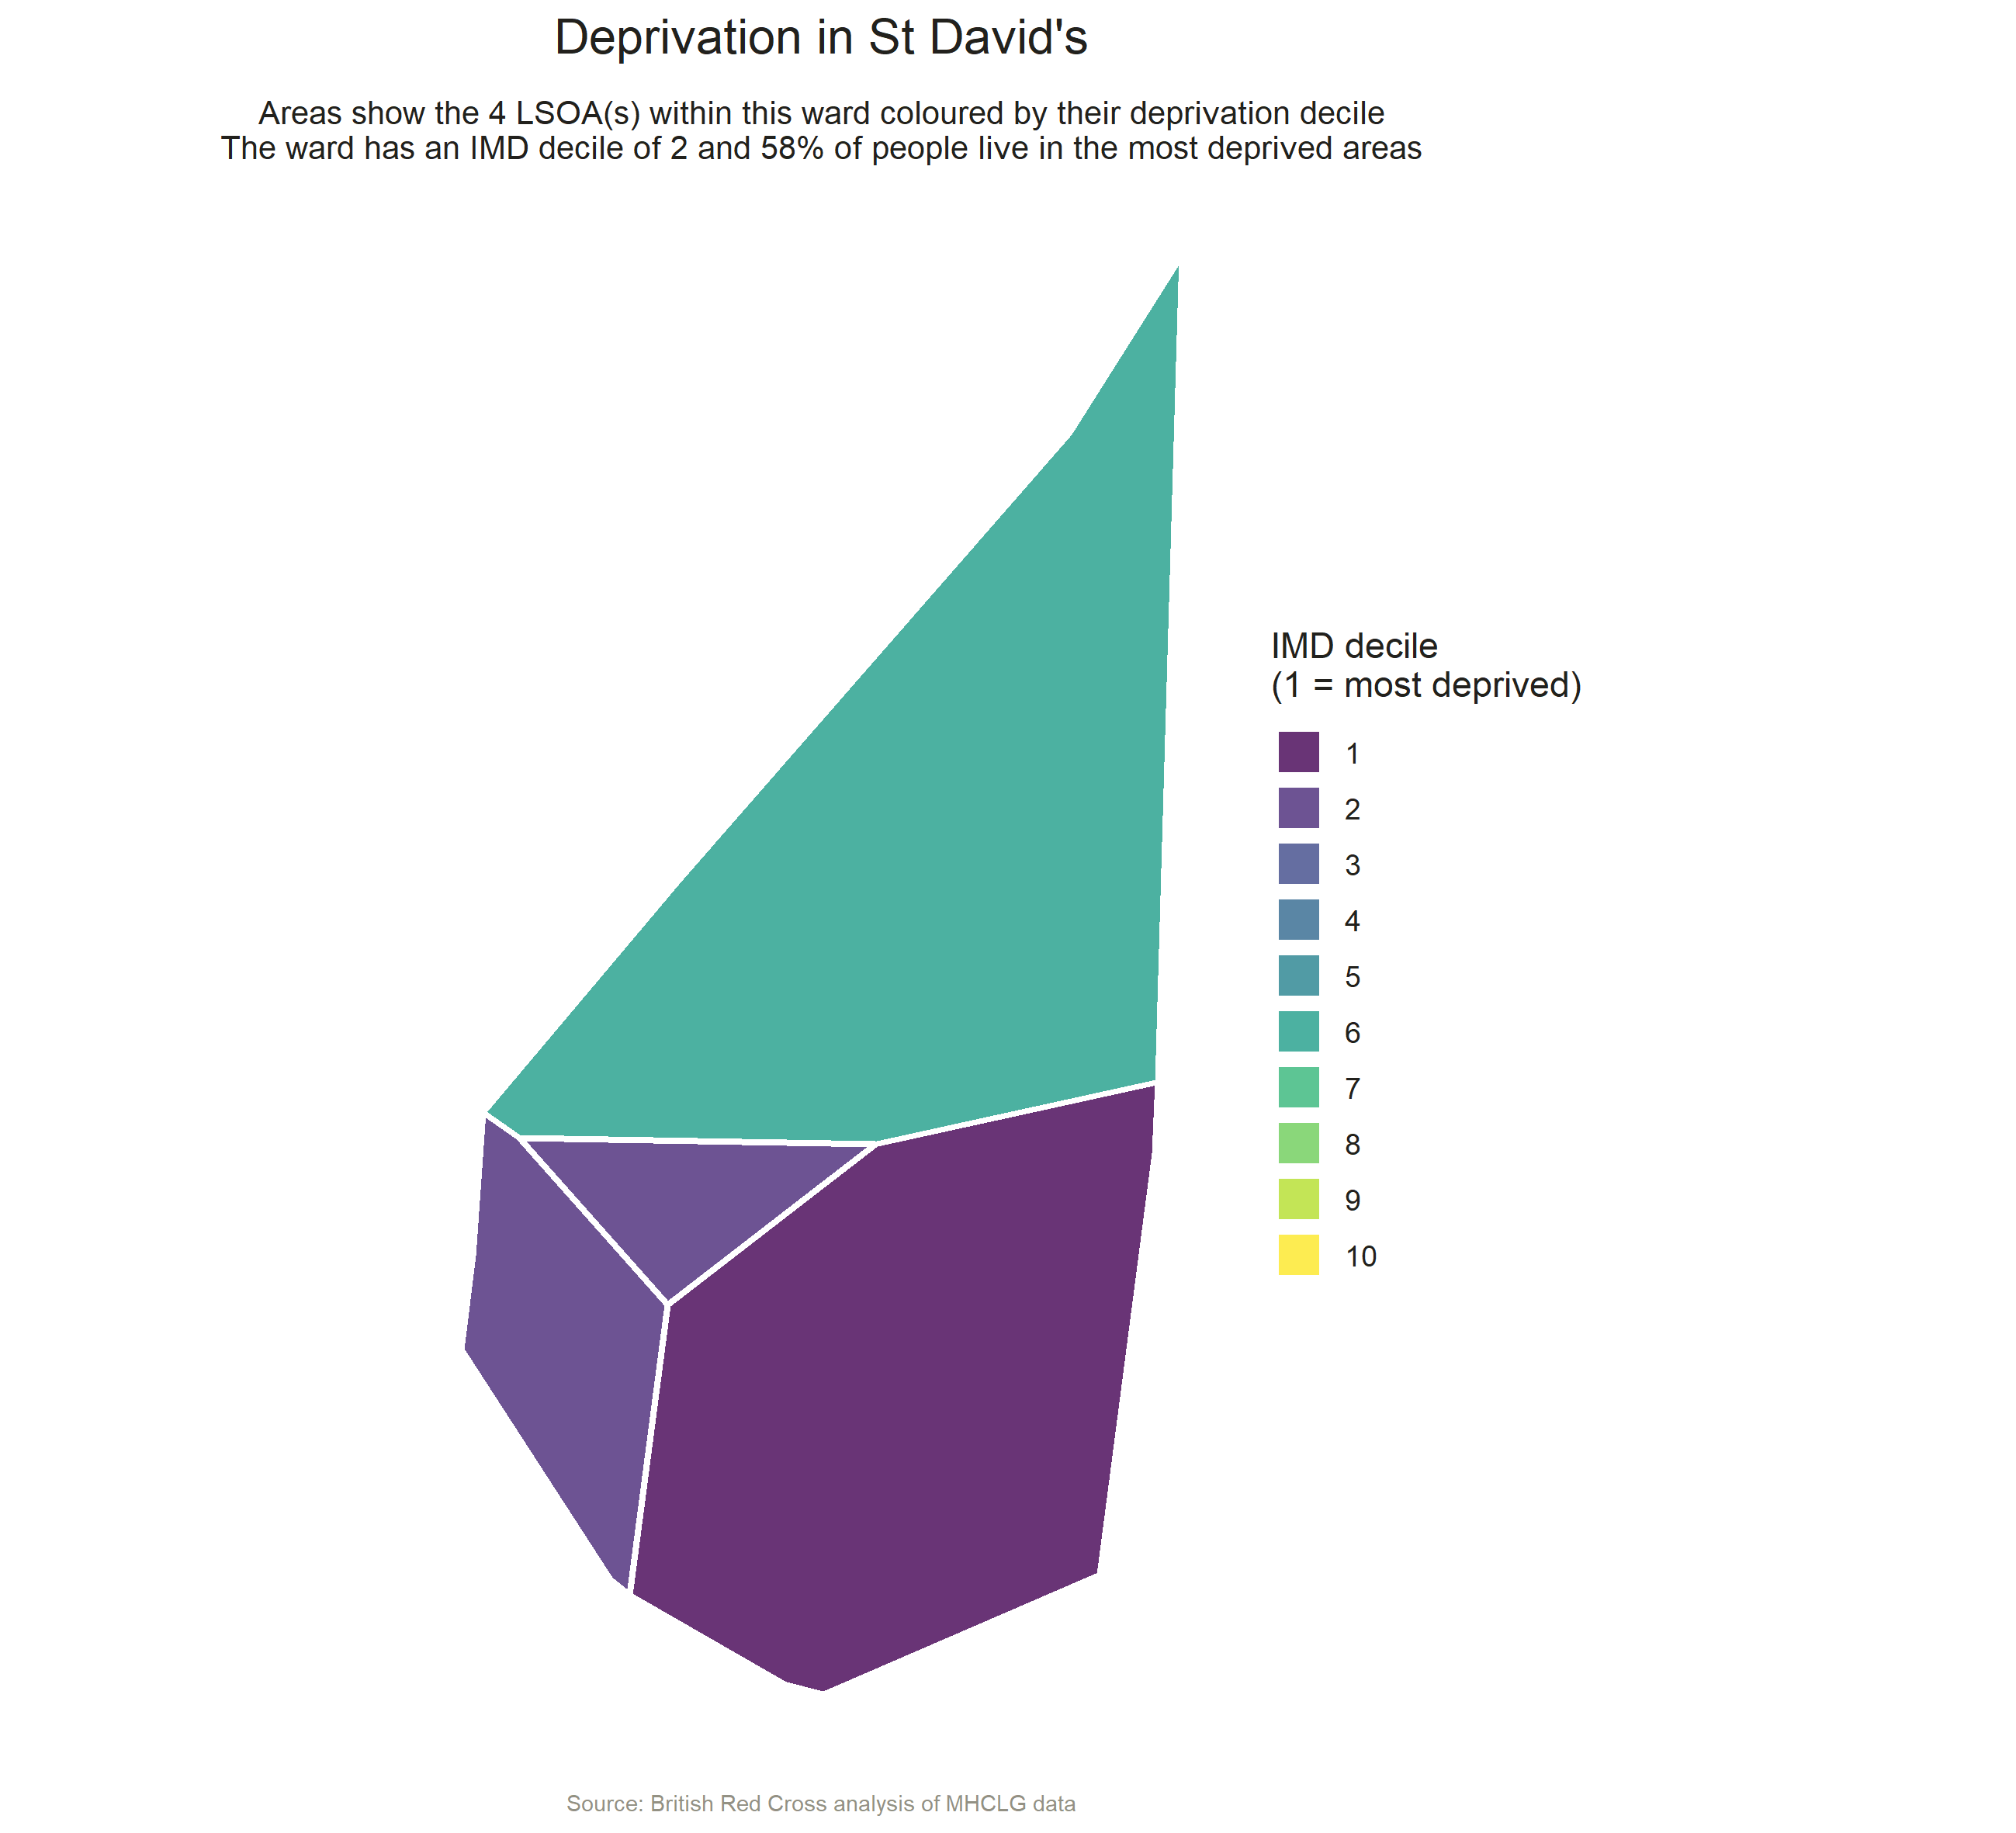 Deprivation in St David's
Areas show the 4 LSOA(s) within this ward coloured by their deprivation decile
The ward has an IMD decile of 2 and 58% of people live in the most deprived areas
IMD decile
(1 = most deprived)
1
2
3
4
5
6
7
8
9
10
Source: British Red Cross analysis of MHCLG data